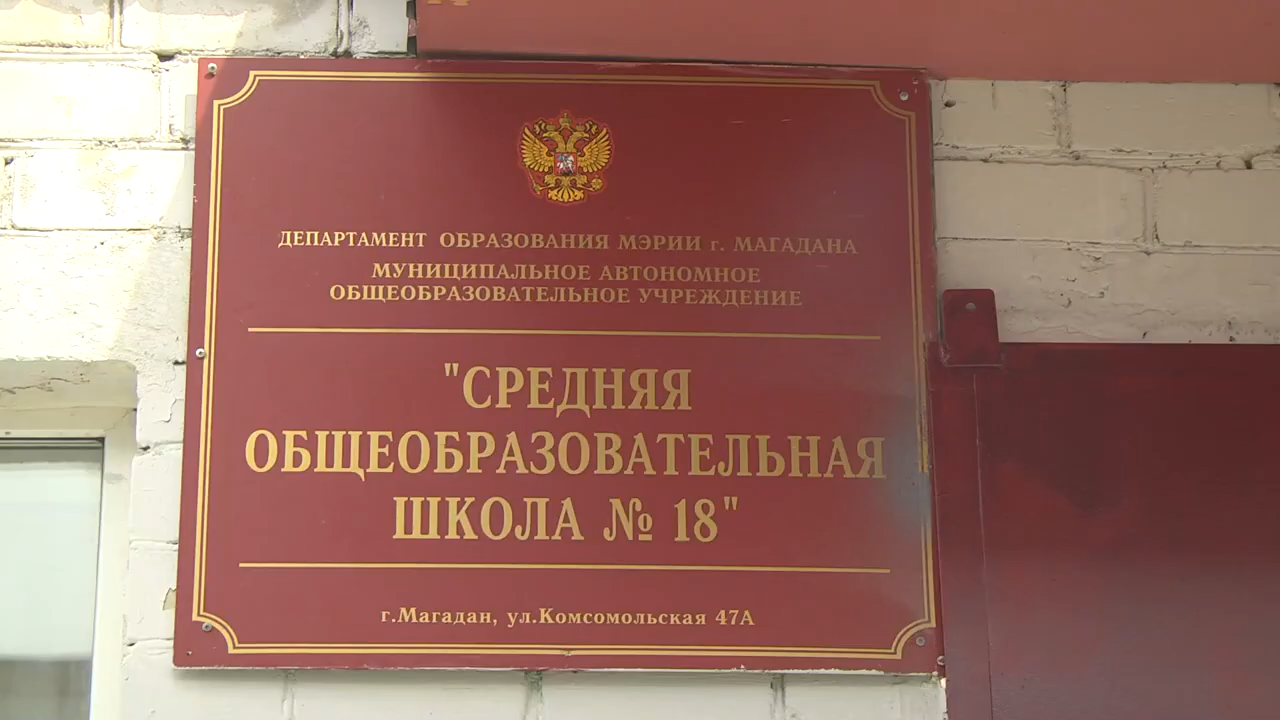 ДЕПАРТАМЕНТ ОБРАЗОВАНИЯ МЭРИИ г. МАГАДАНА
МУНИЦИПАЛЬНОЕ АВТОНОМНОЕ
ОБЩЕОБРАЗОВАТЕЛЬНОЕ УЧРЕЖДЕНИЕ
"СРЕДНЯЯ
ОБЩЕОБРАЗОВАТЕЛЬНАЯ
ШКОЛА № 18"
г.Магадан, ул.Комсомольская 47А